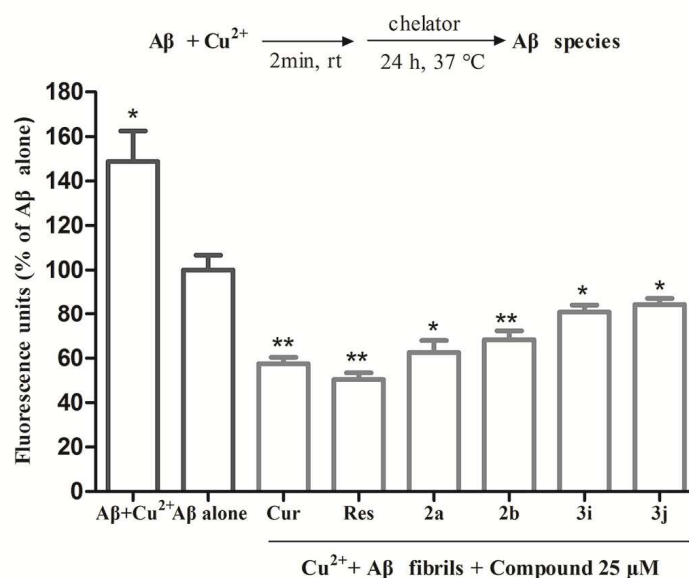 chelator
Aβ + Cu²⁺ Aβ species
2min, rt 24 h, 37 °C
Fluorescence units (% of Aβ alone)
180
160
140
120
100
80
60
40
20
0
* ** ** * ** * *
Aβ+Cu²⁺ Aβ alone Cur Res 2a 2b 3i 3j
Cu²⁺+ Aβ fibrils + Compound 25 μM